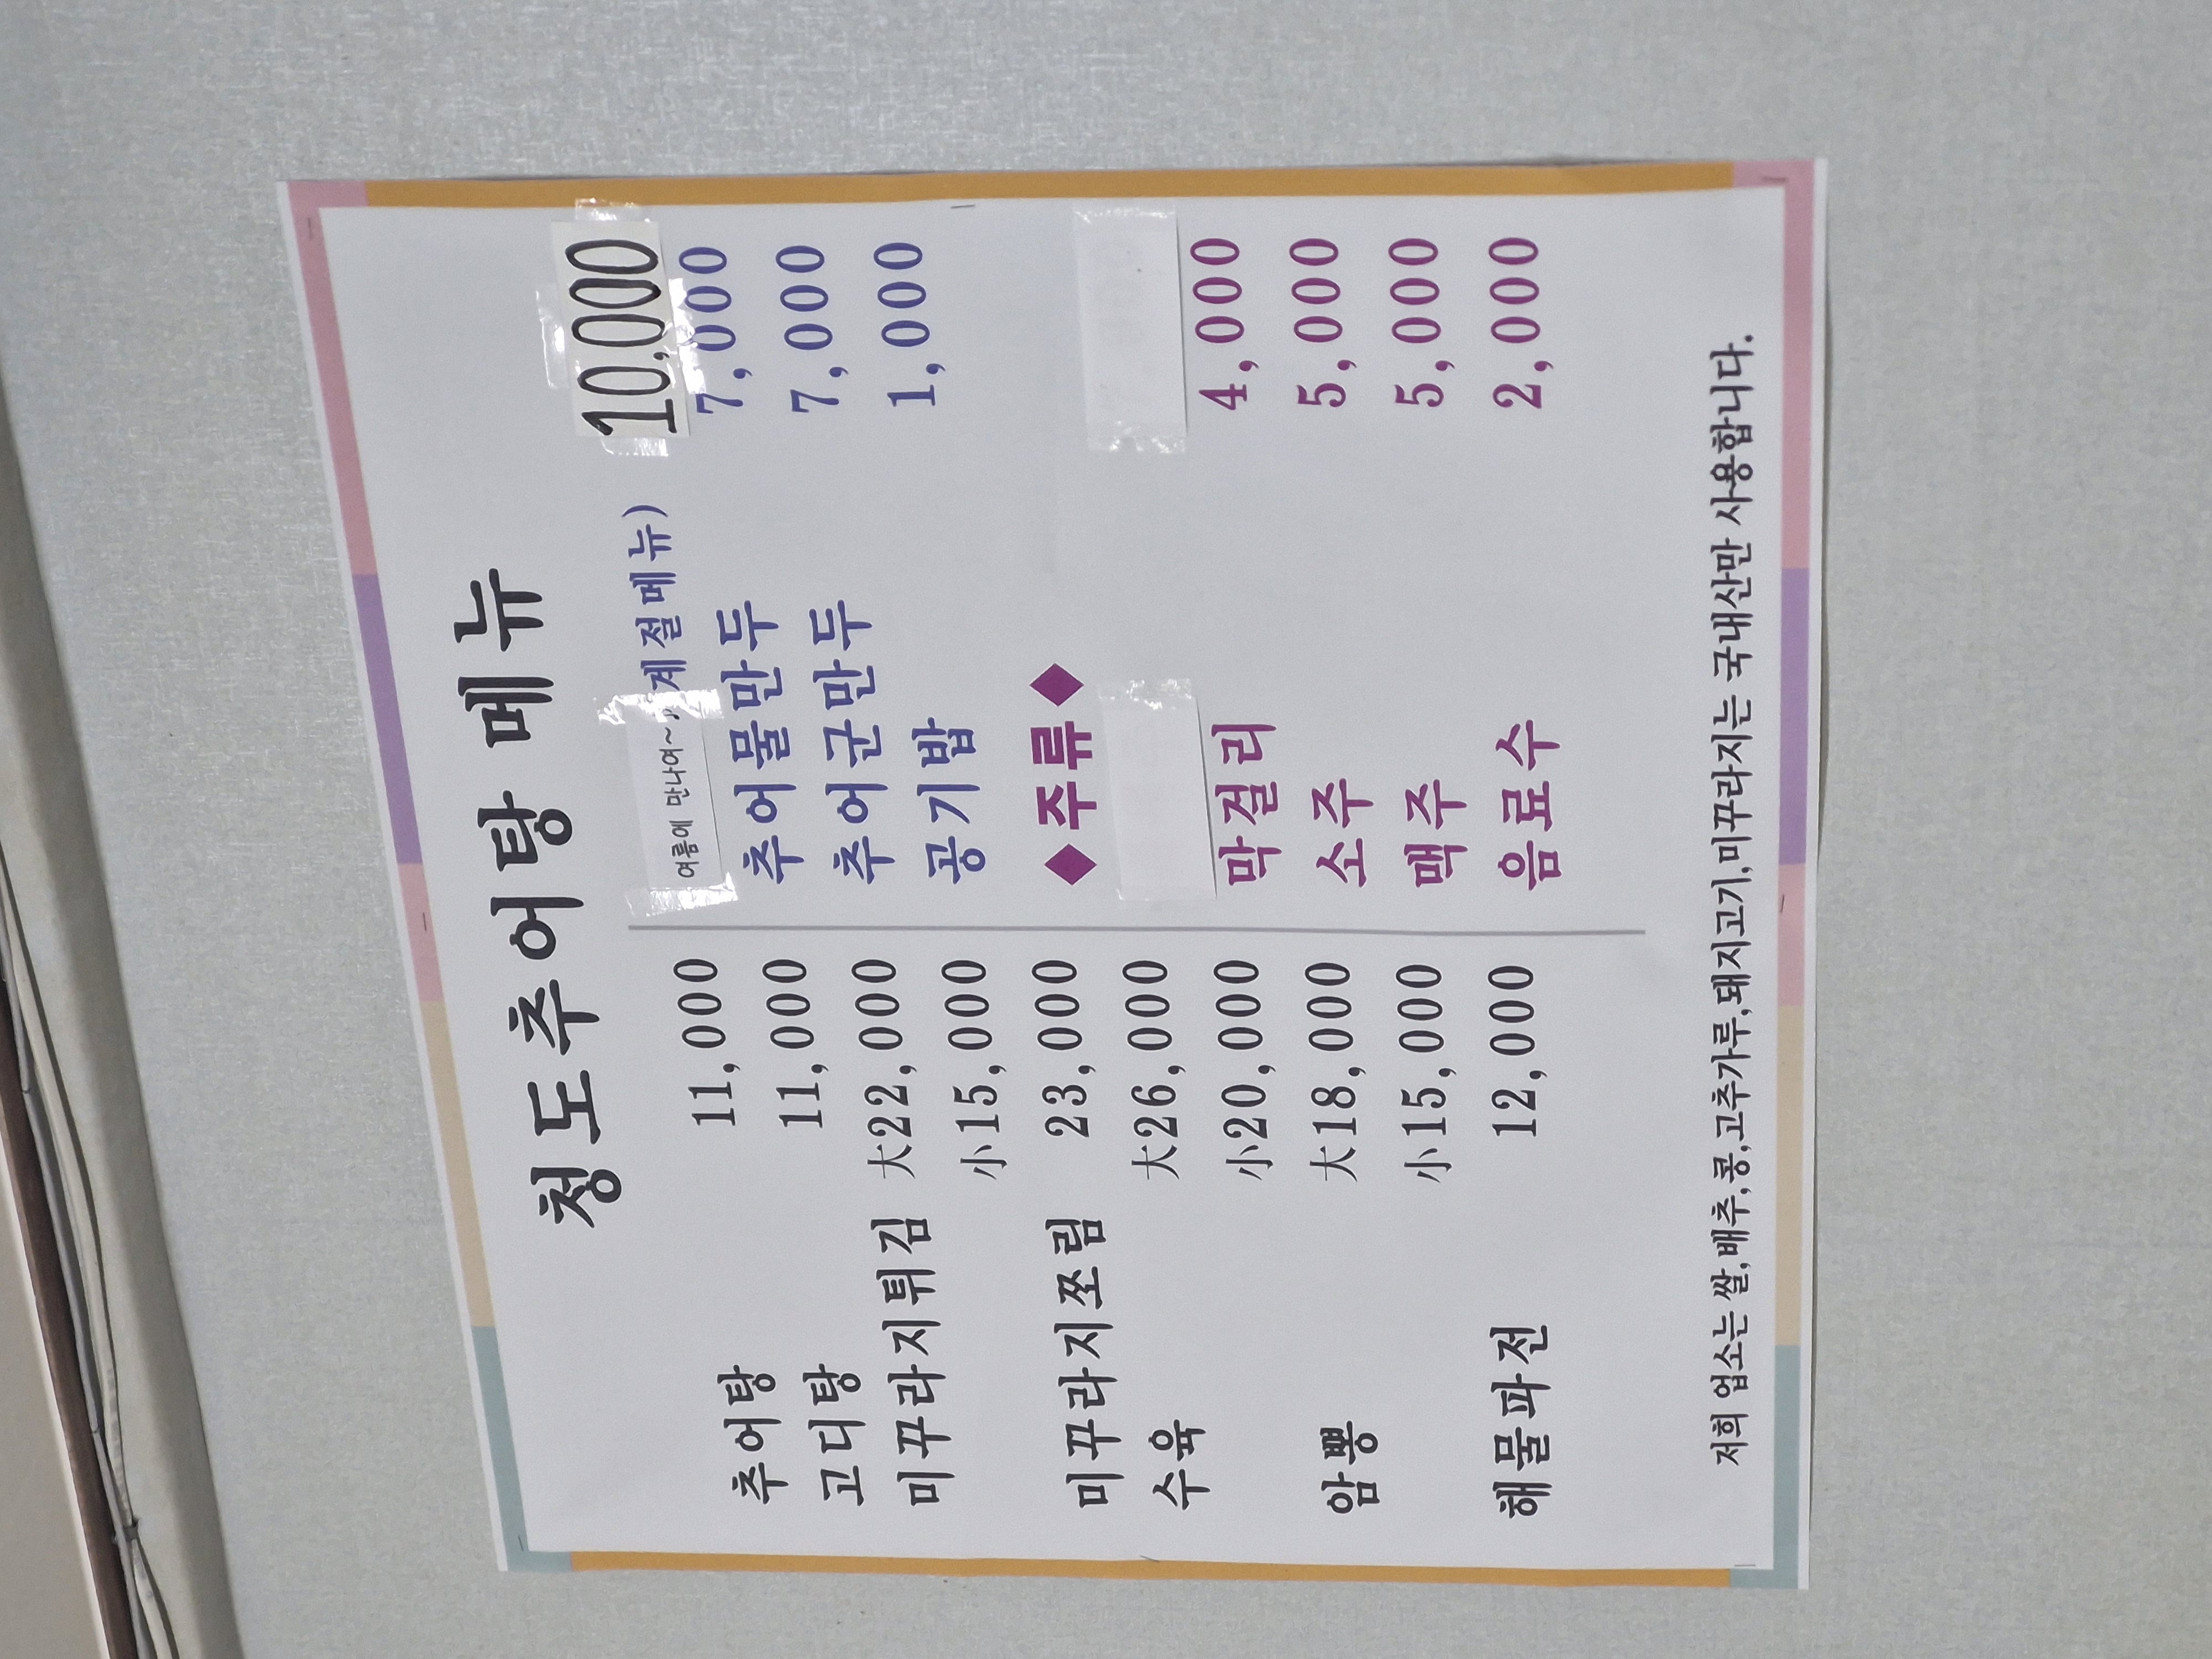 청도추어탕 메뉴
추어탕 11,000
고디탕 11,000
미꾸라지튀김 大22,000
小15,000
미꾸라지쪼림 23,000
수육 大26,000
小20,000
암뽕 大18,000
小15,000
해물파전 12,000
여름에 만나여~♪ 계절메뉴) 10,000
추어물만두 7,000
추어군만두 7,000
공기밥 1,000
◆주류◆
막걸리 4,000
소주 5,000
맥주 5,000
음료수 2,000
저희 업소는 쌀,배추,콩,고추가루,돼지고기,미꾸라지는 국내산만 사용합니다.